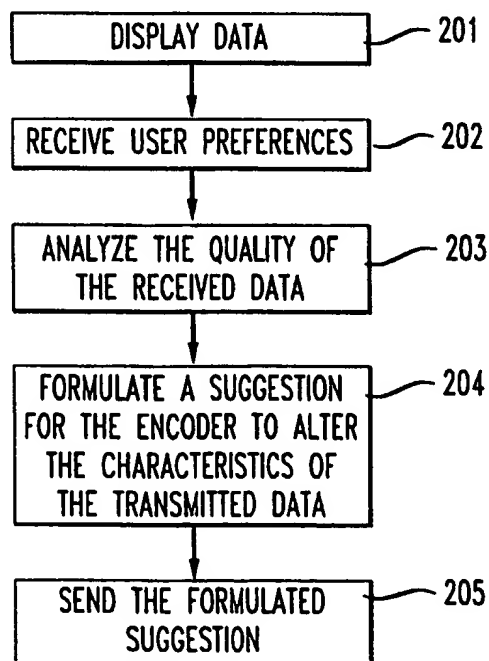 DISPLAY DATA
201
RECEIVE USER PREFERENCES
202
ANALYZE THE QUALITY OF
THE RECEIVED DATA
203
FORMULATE A SUGGESTION
FOR THE ENCODER TO ALTER
THE CHARACTERISTICS OF
THE TRANSMITTED DATA
204
SEND THE FORMULATED
SUGGESTION
205